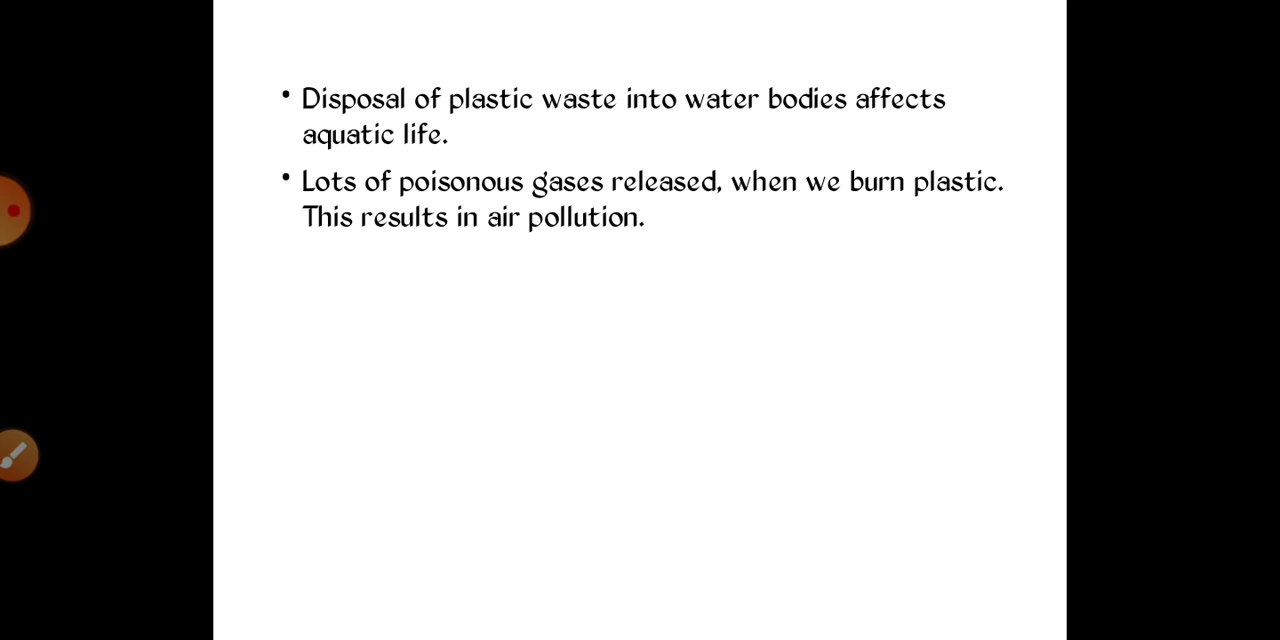 • Disposal of plastic waste into water bodies affects
aquatic life.
• Lots of poisonous gases released, when we burn plastic.
This results in air pollution.